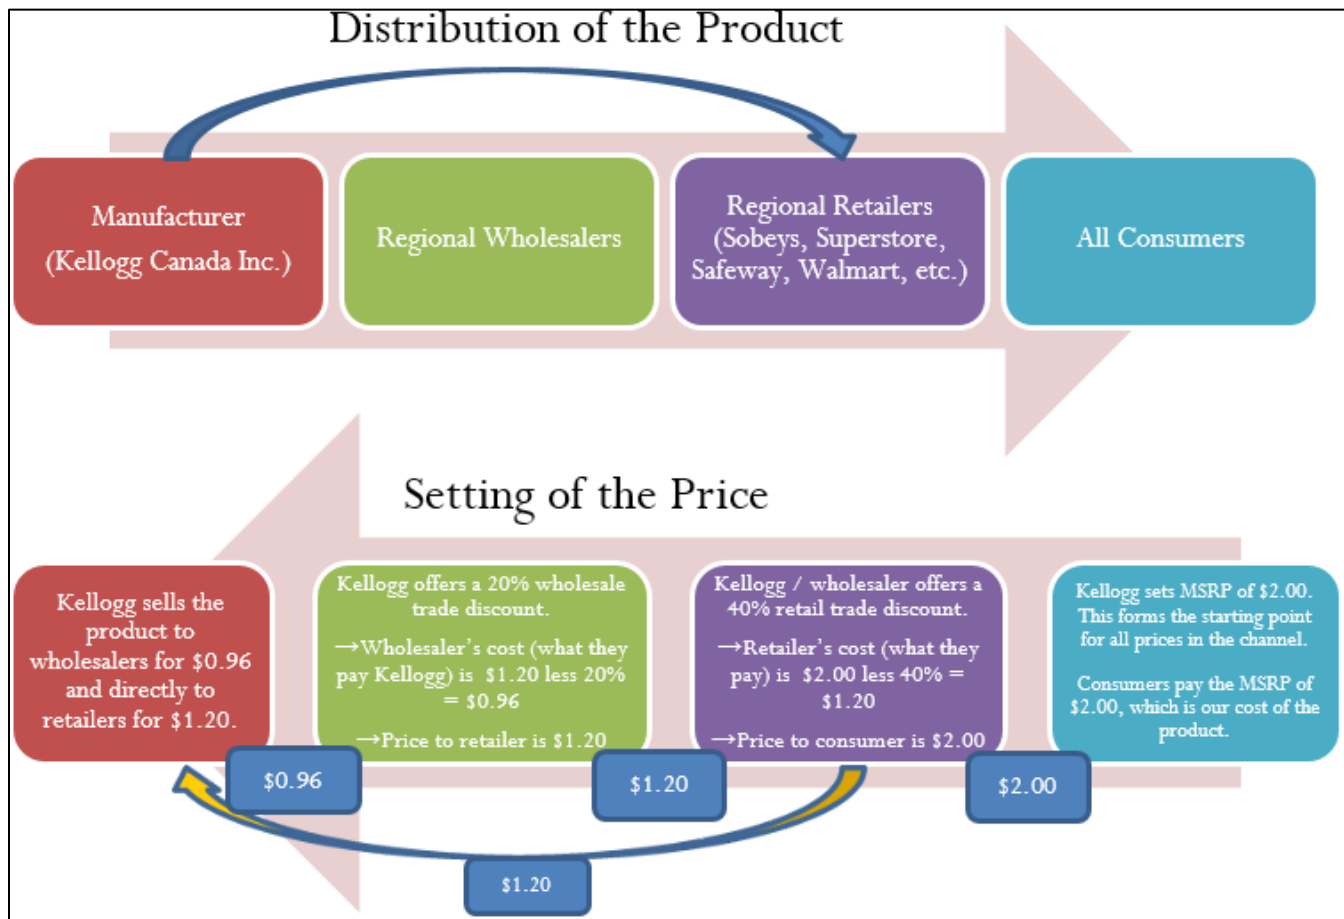 Distribution of the Product
Manufacturer
(Kellogg Canada Inc.)
Regional Wholesalers
Regional Retailers
(Sobeys, Superstore,
Safeway, Walmart, etc.)
All Consumers
Setting of the Price
Kellogg sells the
product to
wholesalers for $0.96
and directly to
retailers for $1.20.
Kellogg offers a 20% wholesale
trade discount.
→Wholesaler's cost (what they
pay Kellogg) is  $1.20 less 20%
= $0.96
→Price to retailer is $1.20
Kellogg / wholesaler offers a
40% retail trade discount.
→Retailer's cost (what they
pay) is  $2.00 less 40% =
$1.20
→Price to consumer is $2.00
Kellogg sets MSRP of $2.00.
This forms the starting point
for all prices in the channel.
Consumers pay the MSRP of
$2.00, which is our cost of the
product.
$0.96
$1.20
$2.00
$1.20